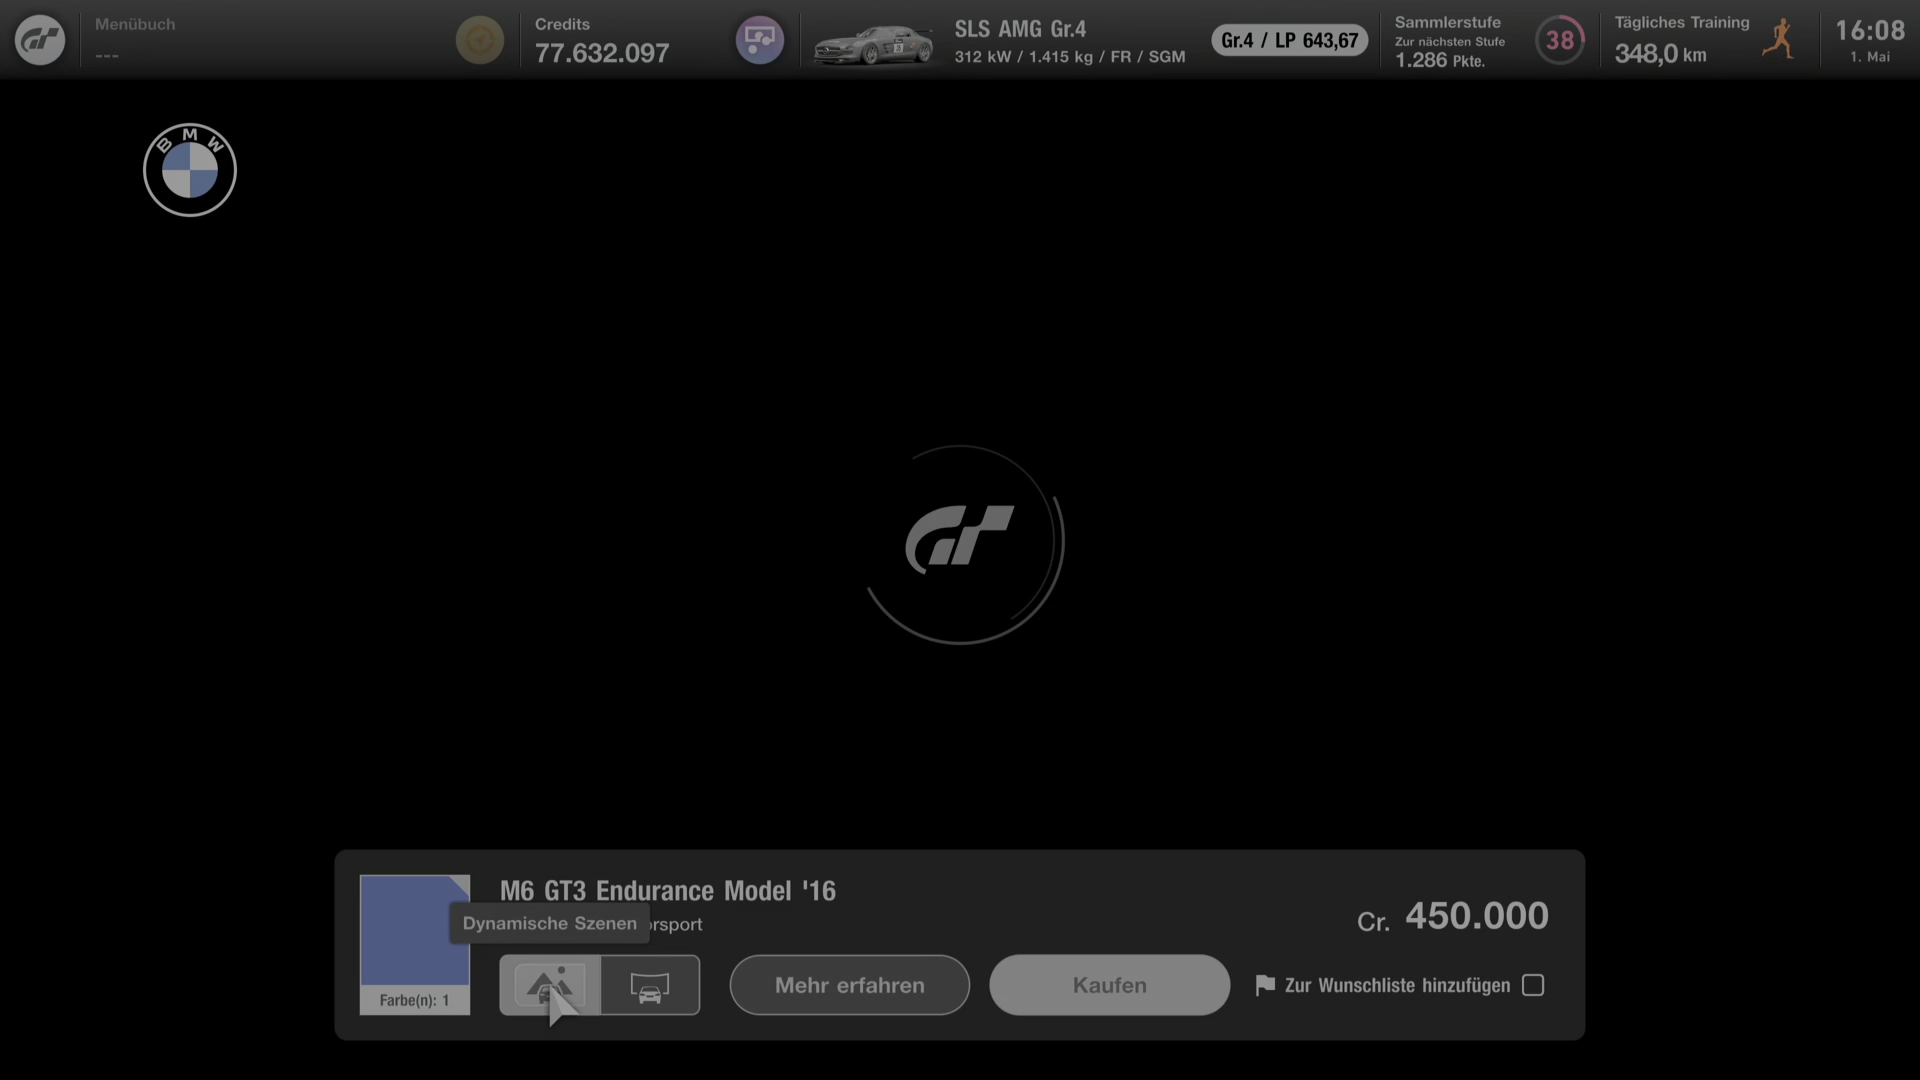 Menübuch
---
Credits
77.632.097
SLS AMG Gr.4
312 kW / 1.415 kg / FR / SGM
Gr.4 / LP 643,67
Sammlerstufe
Zur nächsten Stufe
1.286 Pkte.
38
Tägliches Training
348,0 km
16:08
1. Mai
BMW
M6 GT3 Endurance Model '16
Dynamische Szenen
Cr. 450.000
Farbe(n): 1
Mehr erfahren
Kaufen
Zur Wunschliste hinzufügen